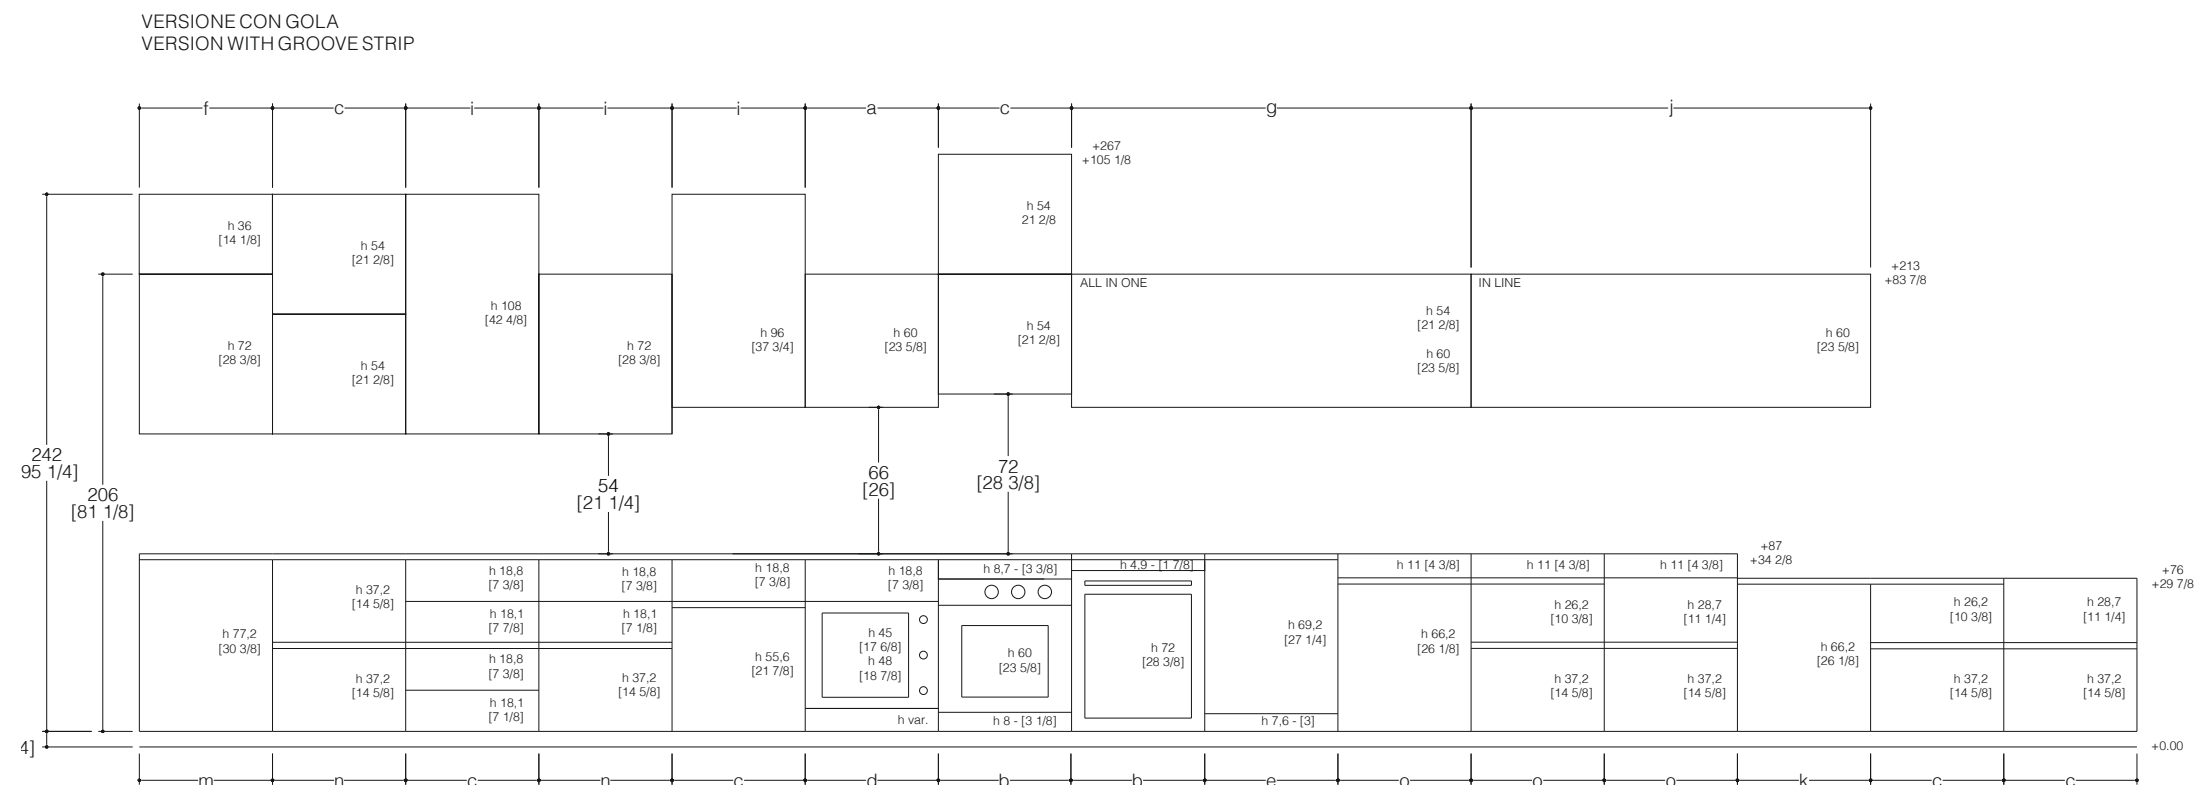 VERSIONE CON GOLA
VERSION WITH GROOVE STRIP
f c i i i a c g j
+267
+105 1/8
h 54
21 2/8
h 36
[14 1/8]
h 54
[21 2/8]
+213
+83 7/8
ALL IN ONE
IN LINE
h 108
[42 4/8]
h 72
[28 3/8]
h 54
[21 2/8]
h 72
[28 3/8]
h 96
[37 3/4]
h 60
[23 5/8]
h 54
[21 2/8]
h 54
[21 2/8]
h 60
[23 5/8]
h 60
[23 5/8]
242
95 1/4]
206
[81 1/8]
54
[21 1/4]
66
[26]
72
[28 3/8]
+87
+34 2/8
+76
+29 7/8
h 77,2
[30 3/8]
h 37,2
[14 5/8]
h 37,2
[14 5/8]
h 18,8
[7 3/8]
h 18,1
[7 7/8]
h 18,8
[7 3/8]
h 18,1
[7 1/8]
h 18,8
[7 3/8]
h 18,1
[7 1/8]
h 37,2
[14 5/8]
h 18,8
[7 3/8]
h 55,6
[21 7/8]
h 18,8
[7 3/8]
h 45
[17 6/8]
h 48
[18 7/8]
h var.
h 8,7 - [3 3/8]
h 60
[23 5/8]
h 8 - [3 1/8]
h 4,9 - [1 7/8]
h 72
[28 3/8]
h 69,2
[27 1/4]
h 7,6 - [3]
h 11 [4 3/8]
h 66,2
[26 1/8]
h 11 [4 3/8]
h 26,2
[10 3/8]
h 37,2
[14 5/8]
h 11 [4 3/8]
h 28,7
[11 1/4]
h 37,2
[14 5/8]
h 66,2
[26 1/8]
h 26,2
[10 3/8]
h 37,2
[14 5/8]
h 28,7
[11 1/4]
h 37,2
[14 5/8]
4]
+0.00
m n c n c d b b e o o o k c c